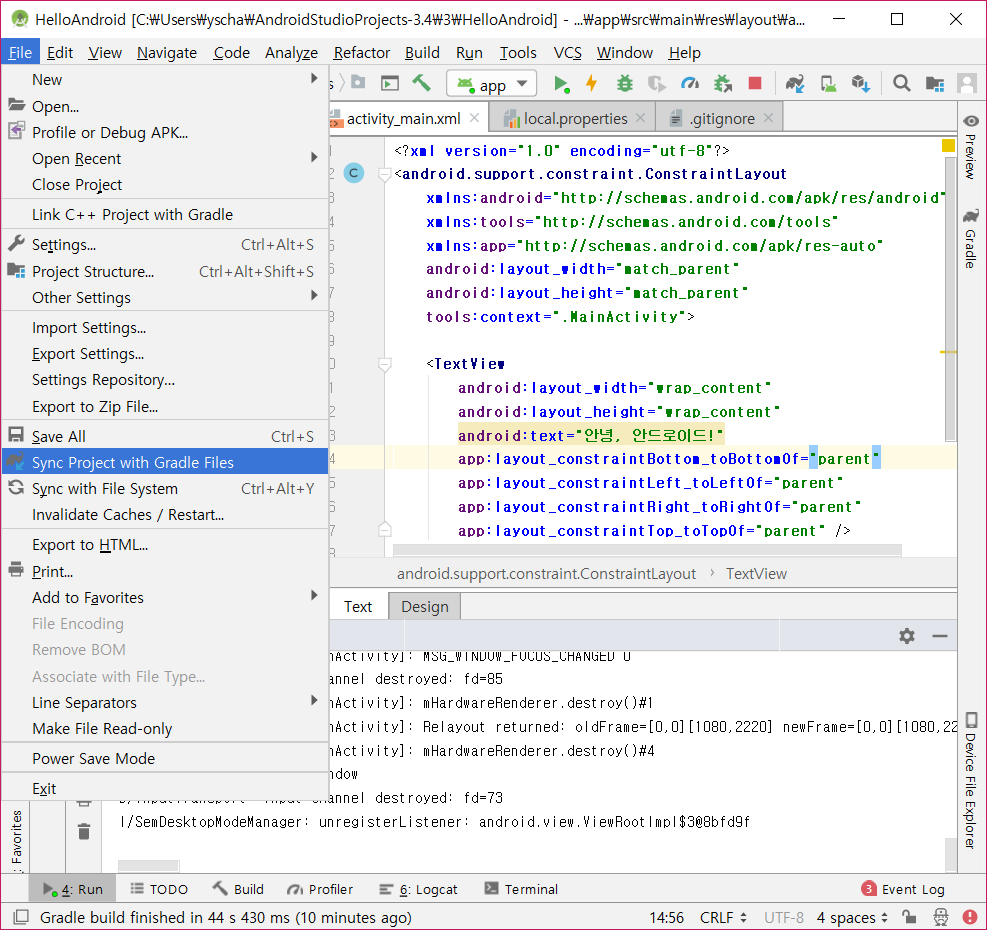 HelloAndroid [C:₩Users₩yscha₩AndroidStudioProjects-3.4₩3₩HelloAndroid] - ...₩app₩src₩main₩res₩layout₩a...
File Edit View Navigate Code Analyze Refactor Build Run Tools VCS Window Help
s app
activity_main.xml local.properties .gitignore
New
Open...
Profile or Debug APK...
Open Recent
Close Project
Link C++ Project with Gradle
Settings... Ctrl+Alt+S
Project Structure... Ctrl+Alt+Shift+S
Other Settings
Import Settings...
Export Settings...
Settings Repository...
Export to Zip File...
Save All Ctrl+S
Sync Project with Gradle Files
Sync with File System Ctrl+Alt+Y
Invalidate Caches / Restart...
Export to HTML...
Print...
Add to Favorites
File Encoding
Remove BOM
Associate with File Type...
Line Separators
Make File Read-only
Power Save Mode
Exit
C
<?xml version="1.0" encoding="utf-8"?>
<android.support.constraint.ConstraintLayout
xmlns:android="http://schemas.android.com/apk/res/android"
xmlns:tools="http://schemas.android.com/tools"
xmlns:app="http://schemas.android.com/apk/res-auto"
android:layout_width="match_parent"
android:layout_height="match_parent"
tools:context=".MainActivity">
<TextView
android:layout_width="wrap_content"
android:layout_height="wrap_content"
android:text="안녕, 안드로이드!"
app:layout_constraintBottom_toBottomOf="parent"
app:layout_constraintLeft_toLeftOf="parent"
app:layout_constraintRight_toRightOf="parent"
app:layout_constraintTop_toTopOf="parent" />
android.support.constraint.ConstraintLayout › TextView
Text Design
nActivity]: MSG_WINDOW_FOCUS_CHANGED 0
annel destroyed: fd=85
nActivity]: mHardwareRenderer.destroy()#1
nActivity]: Relayout returned: oldFrame=[0,0][1080,2220] newFrame=[0,0][1080,22
nActivity]: mHardwareRenderer.destroy()#4
ndow
D/InputTransport: Input channel destroyed: fd=73
I/SemDesktopModeManager: unregisterListener: android.view.ViewRootImpl$3@8bfd9f
Preview
Gradle
Device File Explorer
Favorites
4: Run TODO Build Profiler 6: Logcat Terminal 3 Event Log
Gradle build finished in 44 s 430 ms (10 minutes ago) 14:56 CRLF UTF-8 4 spaces